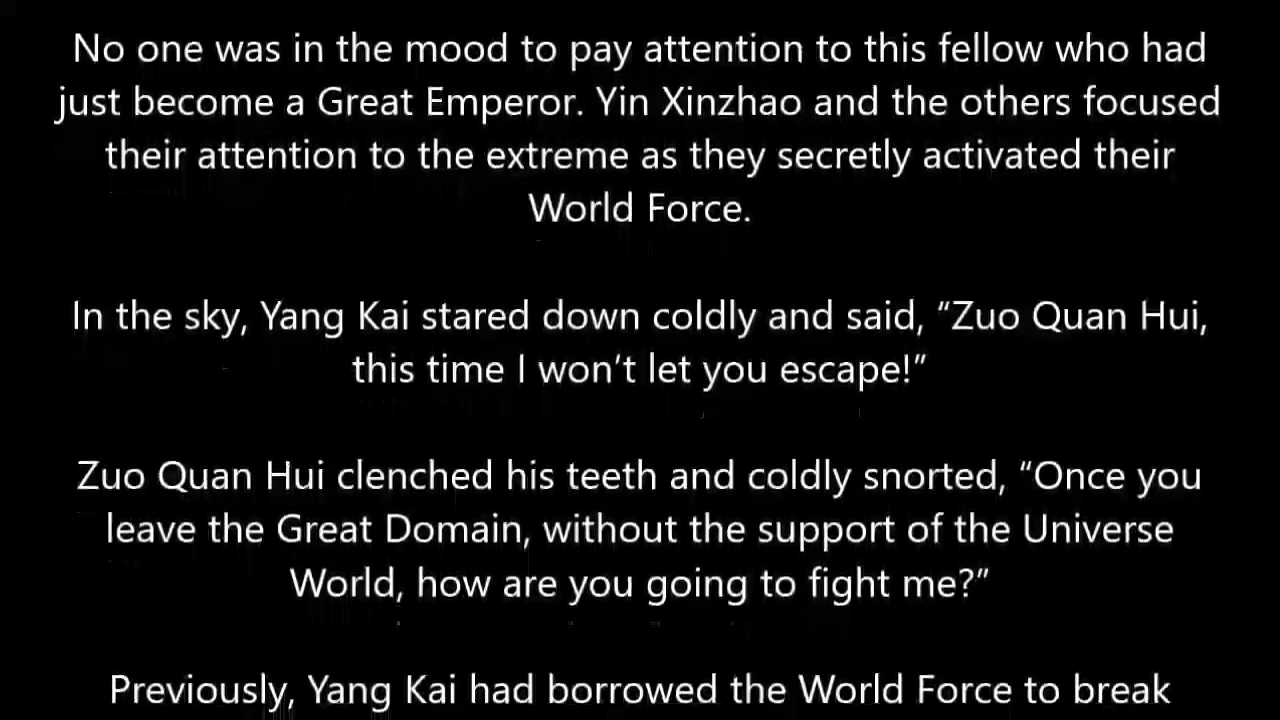 No one was in the mood to pay attention to this fellow who had
just become a Great Emperor. Yin Xinzhao and the others focused
their attention to the extreme as they secretly activated their
World Force.
In the sky, Yang Kai stared down coldly and said, “Zuo Quan Hui,
this time I won’t let you escape!”
Zuo Quan Hui clenched his teeth and coldly snorted, “Once you
leave the Great Domain, without the support of the Universe
World, how are you going to fight me?”
Previously, Yang Kai had borrowed the World Force to break